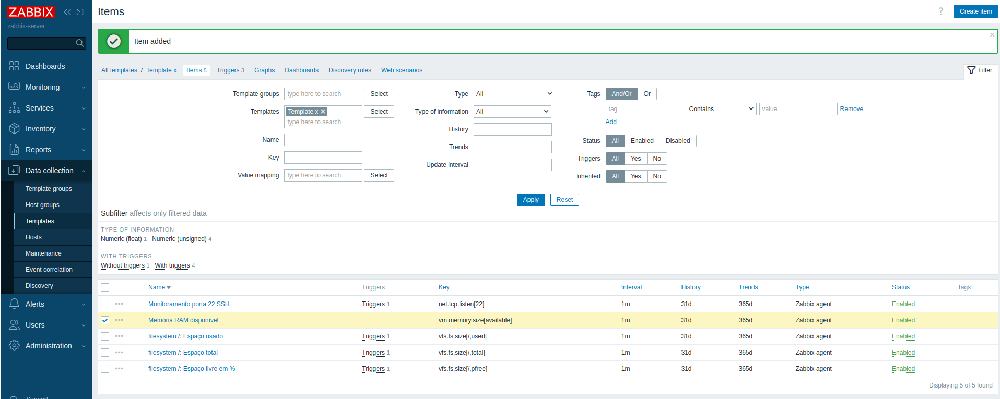 ZABBIX
zabbix-server
Dashboards
Monitoring
Services
Inventory
Reports
Data collection
Template groups
Host groups
Templates
Hosts
Maintenance
Event correlation
Discovery
Alerts
Users
Administration
Support
Items
? Create item
Item added
All templates / Template x Items 5 Triggers 3 Graphs Dashboards Discovery rules Web scenarios
Filter
Template groups type here to search Select
Templates Template x type here to search Select
Name
Key
Value mapping type here to search Select
Type All
Type of information All
History
Trends
Update interval
Tags And/Or Or
tag Contains value Remove
Add
Status All Enabled Disabled
Triggers All Yes No
Inherited All Yes No
Apply Reset
Subfilter affects only filtered data
TYPE OF INFORMATION
Numeric (float) 1 Numeric (unsigned) 4
WITH TRIGGERS
Without triggers 1 With triggers 4
Name Triggers Key Interval History Trends Type Status Tags
Monitoramento porta 22 SSH Triggers 1 net.tcp.listen[22] 1m 31d 365d Zabbix agent Enabled
Memória RAM disponível vm.memory.size[available] 1m 31d 365d Zabbix agent Enabled
filesystem /: Espaço usado Triggers 1 vfs.fs.size[/,used] 1m 31d 365d Zabbix agent Enabled
filesystem /: Espaço total Triggers 1 vfs.fs.size[/,total] 1m 31d 365d Zabbix agent Enabled
filesystem /: Espaço livre em % Triggers 1 vfs.fs.size[/,pfree] 1m 31d 365d Zabbix agent Enabled
Displaying 5 of 5 found